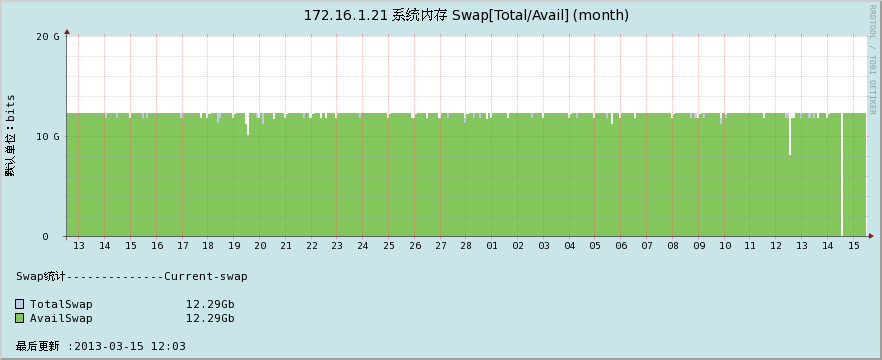 172.16.1.21 系统内存 Swap[Total/Avail] (month)
RRDTOOL / TOBI OETIKER
默认单位：bits
20 G
10 G
0
13 14 15 16 17 18 19 20 21 22 23 24 25 26 27 28 01 02 03 04 05 06 07 08 09 10 11 12 13 14 15
Swap统计--------------Current-swap
TotalSwap 12.29Gb
AvailSwap 12.29Gb
最后更新 :2013-03-15 12:03